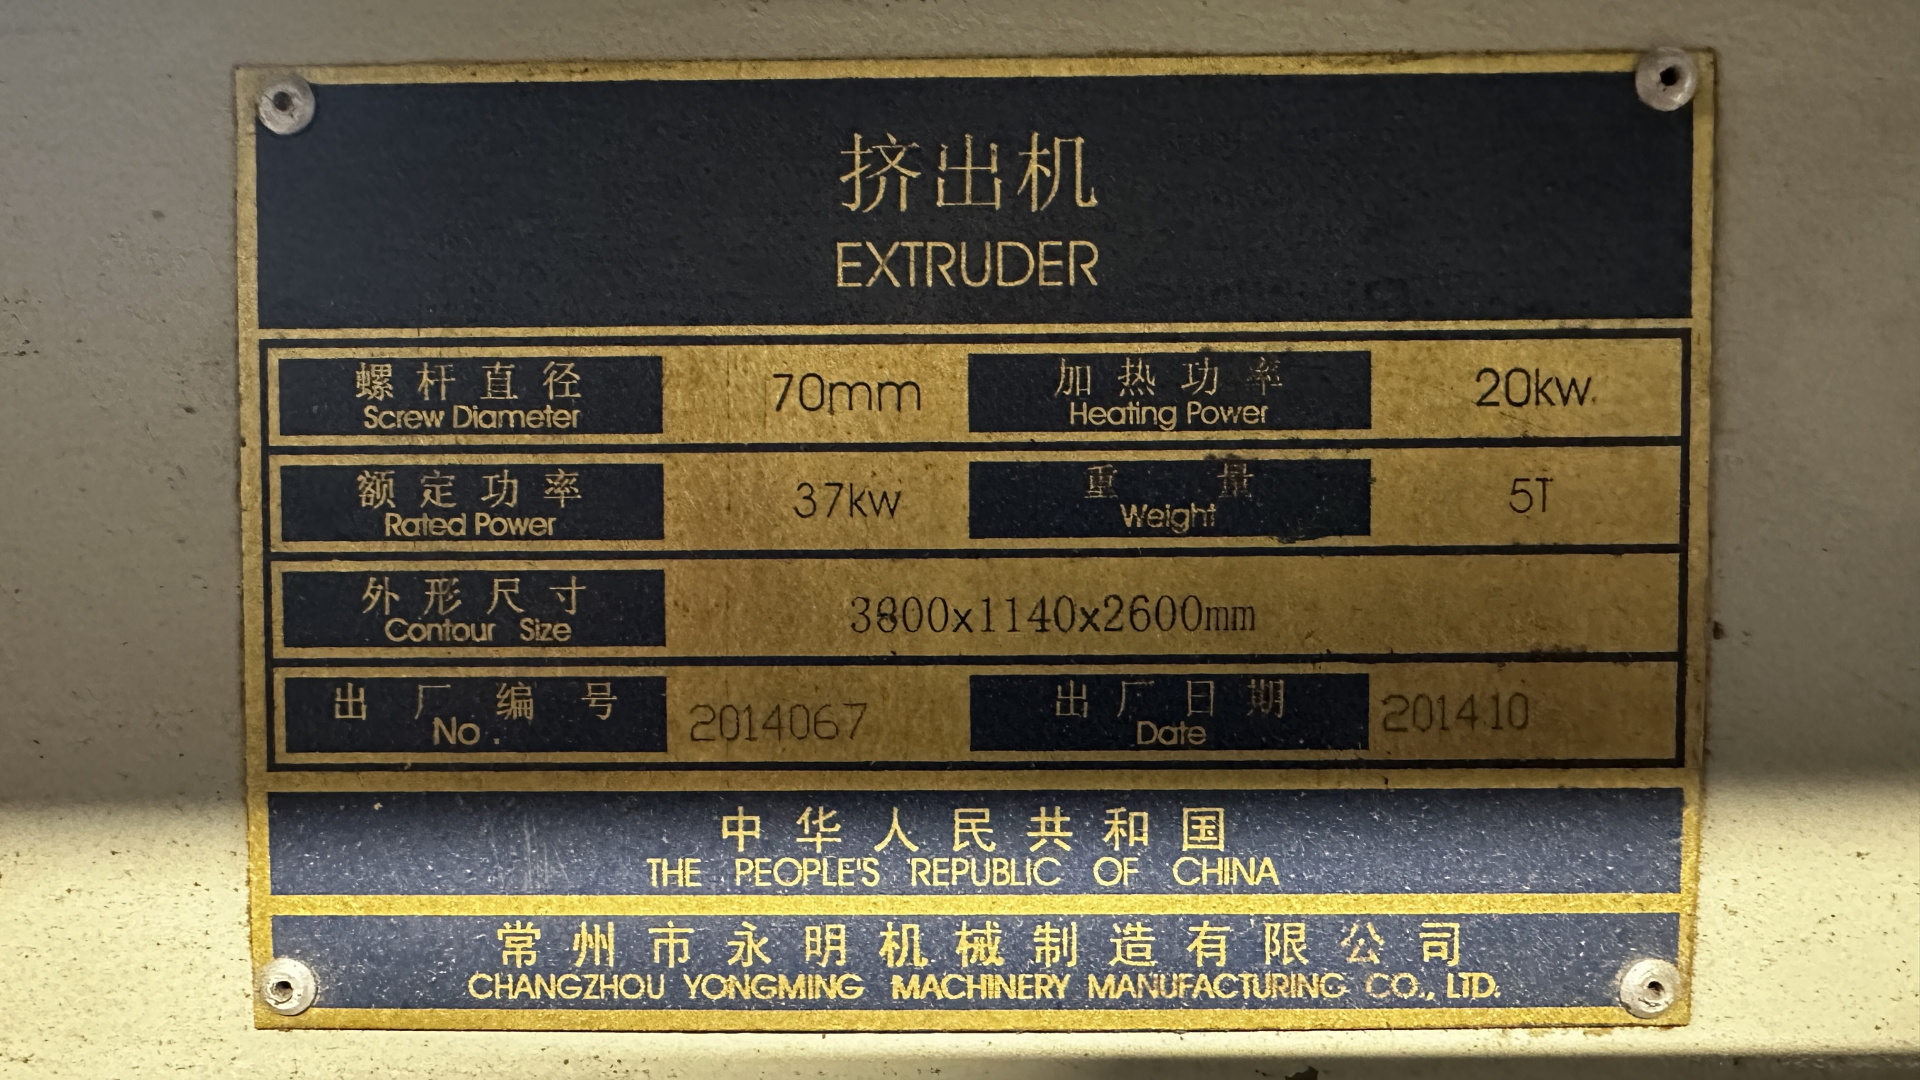 挤出机
EXTRUDER
螺杆直径 70mm 加热功率 20kw
Screw Diameter Heating Power
额定功率 37kw 重量 5T
Rated Power Weight
外形尺寸 3800x1140x2600mm
Contour Size
出厂编号 2014067 出厂日期 201410
No. Date
中华人民共和国
THE PEOPLE'S REPUBLIC OF CHINA
常州市永明机械制造有限公司
CHANGZHOU YONGMING MACHINERY MANUFACTURING CO., LTD.